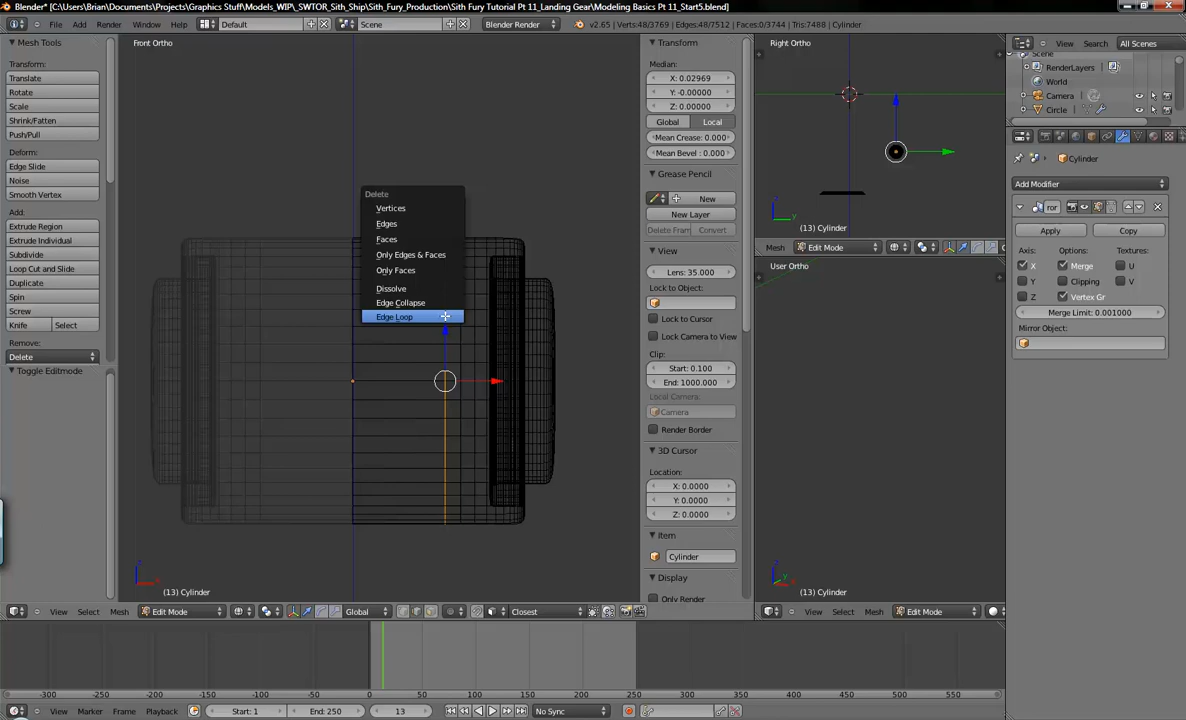 Blender* [C:\Users\Brian\Documents\Projects\Graphics Stuff\Models_WIP\_SWTOR_Sith_Ship\Sith Fury_Production\Sith Fury Tutorial Pt 11_Landing Gear\Modeling Basics Pt 11_Start5.blend]
File Add Render Window Help Default Scene Blender Render v2.65 | Verts:48/3769 | Edges:48/7512 | Faces:0/3744 | Tris:7488 | Cylinder
Mesh Tools
Transform:
Translate
Rotate
Scale
Shrink/Fatten
Push/Pull
Deform:
Edge Slide
Noise
Smooth Vertex
Add:
Extrude Region
Extrude Individual
Subdivide
Loop Cut and Slide
Duplicate
Spin
Screw
Knife Select
Remove:
Delete
Toggle Editmode
Front Ortho
Delete
Vertices
Edges
Faces
Only Edges & Faces
Only Faces
Dissolve
Edge Collapse
Edge Loop
(13) Cylinder
View Select Mesh Edit Mode Global Closest
Transform
Median:
X: 0.02969
Y: -0.00000
Z: 0.00000
Global Local
Mean Crease: 0.000
Mean Bevel : 0.000
Grease Pencil
New
New Layer
Delete Fram Convert
View
Lens: 35.000
Lock to Object:
Lock to Cursor
Lock Camera to View
Clip:
Start: 0.100
End: 1000.000
Local Camera:
Camera
Render Border
3D Cursor
Location:
X: 0.0000
Y: 0.0000
Z: 0.0000
Item
Cylinder
Display
Only Render
Right Ortho
(13) Cylinder
Mesh Edit Mode
User Ortho
(13) Cylinder
View Select Mesh Edit Mode
View Search All Scenes
Scene
RenderLayers
World
Camera
Circle
Cylinder
Add Modifier
ror
Apply Copy
Axis: Options: Textures:
X Merge U
Y Clipping V
Z Vertex Gr
Merge Limit: 0.001000
Mirror Object:
-300 -250 -200 -150 -100 -50 0 50 100 150 200 250 300 350 400 450 500 550
View Marker Frame Playback Start: 1 End: 250 13 No Sync